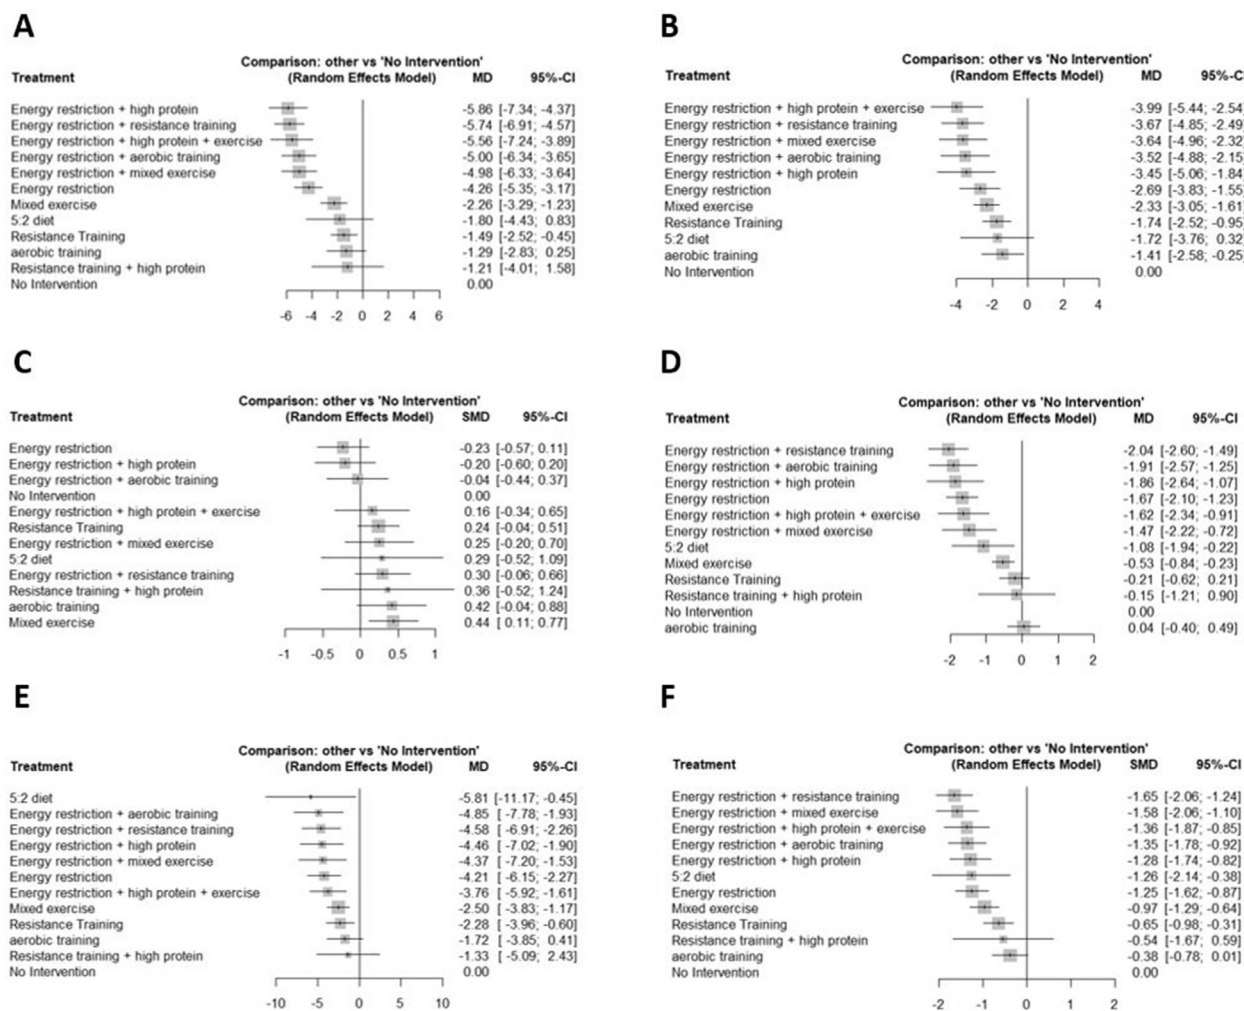 A
Comparison: other vs 'No Intervention'
Treatment (Random Effects Model) MD 95%-CI
Energy restriction + high protein -5.86 [-7.34; -4.37]
Energy restriction + resistance training -5.74 [-6.91; -4.57]
Energy restriction + high protein + exercise -5.56 [-7.24; -3.89]
Energy restriction + aerobic training -5.00 [-6.34; -3.65]
Energy restriction + mixed exercise -4.98 [-6.33; -3.64]
Energy restriction -4.26 [-5.35; -3.17]
Mixed exercise -2.26 [-3.29; -1.23]
5:2 diet -1.80 [-4.43; 0.83]
Resistance Training -1.49 [-2.52; -0.45]
aerobic training -1.29 [-2.83; 0.25]
Resistance training + high protein -1.21 [-4.01; 1.58]
No Intervention 0.00
-6 -4 -2 0 2 4 6
B
Comparison: other vs 'No Intervention'
Treatment (Random Effects Model) MD 95%-CI
Energy restriction + high protein + exercise -3.99 [-5.44; -2.54]
Energy restriction + resistance training -3.67 [-4.85; -2.49]
Energy restriction + mixed exercise -3.64 [-4.96; -2.32]
Energy restriction + aerobic training -3.52 [-4.88; -2.15]
Energy restriction + high protein -3.45 [-5.06; -1.84]
Energy restriction -2.69 [-3.83; -1.55]
Mixed exercise -2.33 [-3.05; -1.61]
Resistance Training -1.74 [-2.52; -0.95]
5:2 diet -1.72 [-3.76; 0.32]
aerobic training -1.41 [-2.58; -0.25]
No Intervention 0.00
-4 -2 0 2 4
C
Comparison: other vs 'No Intervention'
Treatment (Random Effects Model) SMD 95%-CI
Energy restriction -0.23 [-0.57; 0.11]
Energy restriction + high protein -0.20 [-0.60; 0.20]
Energy restriction + aerobic training -0.04 [-0.44; 0.37]
No Intervention 0.00
Energy restriction + high protein + exercise 0.16 [-0.34; 0.65]
Resistance Training 0.24 [-0.04; 0.51]
Energy restriction + mixed exercise 0.25 [-0.20; 0.70]
5:2 diet 0.29 [-0.52; 1.09]
Energy restriction + resistance training 0.30 [-0.06; 0.66]
Resistance training + high protein 0.36 [-0.52; 1.24]
aerobic training 0.42 [-0.04; 0.88]
Mixed exercise 0.44 [ 0.11; 0.77]
-1 -0.5 0 0.5 1
D
Comparison: other vs 'No Intervention'
Treatment (Random Effects Model) MD 95%-CI
Energy restriction + resistance training -2.04 [-2.60; -1.49]
Energy restriction + aerobic training -1.91 [-2.57; -1.25]
Energy restriction + high protein -1.86 [-2.64; -1.07]
Energy restriction -1.67 [-2.10; -1.23]
Energy restriction + high protein + exercise -1.62 [-2.34; -0.91]
Energy restriction + mixed exercise -1.47 [-2.22; -0.72]
5:2 diet -1.08 [-1.94; -0.22]
Mixed exercise -0.53 [-0.84; -0.23]
Resistance Training -0.21 [-0.62; 0.21]
Resistance training + high protein -0.15 [-1.21; 0.90]
No Intervention 0.00
aerobic training 0.04 [-0.40; 0.49]
-2 -1 0 1 2
E
Comparison: other vs 'No Intervention'
Treatment (Random Effects Model) MD 95%-CI
5:2 diet -5.81 [-11.17; -0.45]
Energy restriction + aerobic training -4.85 [-7.78; -1.93]
Energy restriction + resistance training -4.58 [-6.91; -2.26]
Energy restriction + high protein -4.46 [-7.02; -1.90]
Energy restriction + mixed exercise -4.37 [-7.20; -1.53]
Energy restriction -4.21 [-6.15; -2.27]
Energy restriction + high protein + exercise -3.76 [-5.92; -1.61]
Mixed exercise -2.50 [-3.83; -1.17]
Resistance Training -2.28 [-3.96; -0.60]
aerobic training -1.72 [-3.85; 0.41]
Resistance training + high protein -1.33 [-5.09; 2.43]
No Intervention 0.00
-10 -5 0 5 10
F
Comparison: other vs 'No Intervention'
Treatment (Random Effects Model) SMD 95%-CI
Energy restriction + resistance training -1.65 [-2.06; -1.24]
Energy restriction + mixed exercise -1.58 [-2.06; -1.10]
Energy restriction + high protein + exercise -1.36 [-1.87; -0.85]
Energy restriction + aerobic training -1.35 [-1.78; -0.92]
Energy restriction + high protein -1.28 [-1.74; -0.82]
5:2 diet -1.26 [-2.14; -0.38]
Energy restriction -1.25 [-1.62; -0.87]
Mixed exercise -0.97 [-1.29; -0.64]
Resistance Training -0.65 [-0.98; -0.31]
Resistance training + high protein -0.54 [-1.67; 0.59]
aerobic training -0.38 [-0.78; 0.01]
No Intervention 0.00
-2 -1 0 1 2